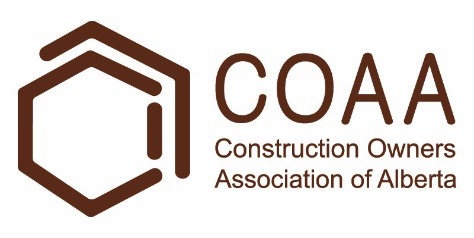 COAA
Construction Owners
Association of Alberta